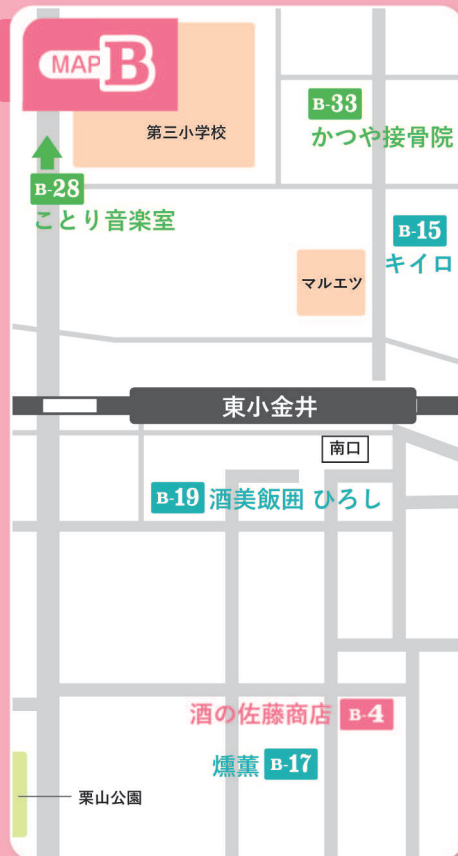 MAP B
第三小学校
B-33
かつや接骨院
B-28
ことり音楽室
B-15
キイロ
マルエツ
東小金井
南口
B-19 酒美飯囲 ひろし
酒の佐藤商店 B-4
燻薫 B-17
栗山公園